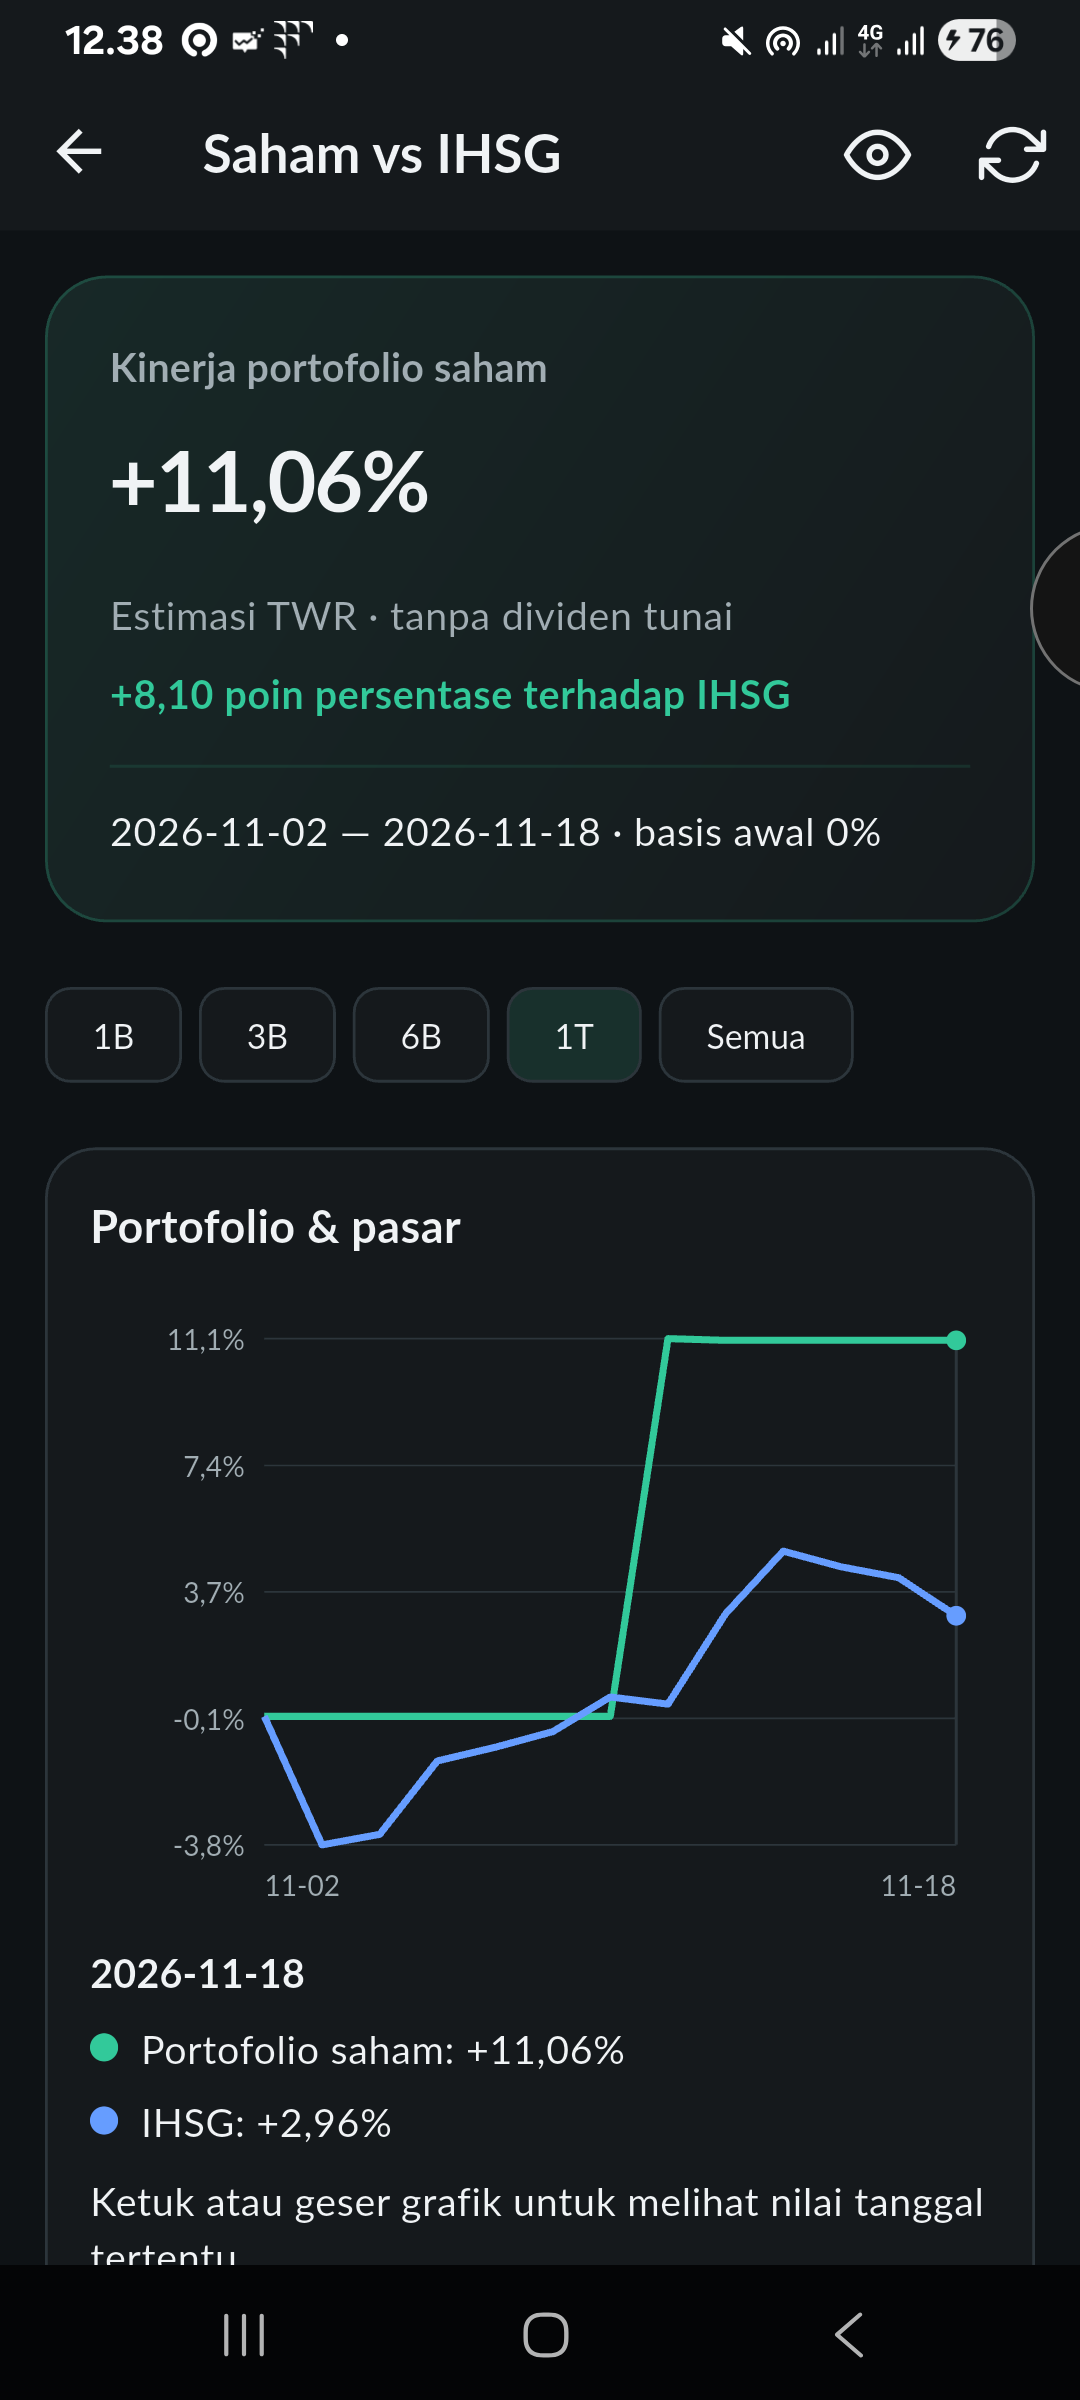 12.38
4G
76
Saham vs IHSG
Kinerja portofolio saham
+11,06%
Estimasi TWR · tanpa dividen tunai
+8,10 poin persentase terhadap IHSG
2026-11-02 — 2026-11-18 · basis awal 0%
1B
3B
6B
1T
Semua
Portofolio & pasar
11,1%
7,4%
3,7%
-0,1%
-3,8%
11-02
11-18
2026-11-18
Portofolio saham: +11,06%
IHSG: +2,96%
Ketuk atau geser grafik untuk melihat nilai tanggal
tertentu